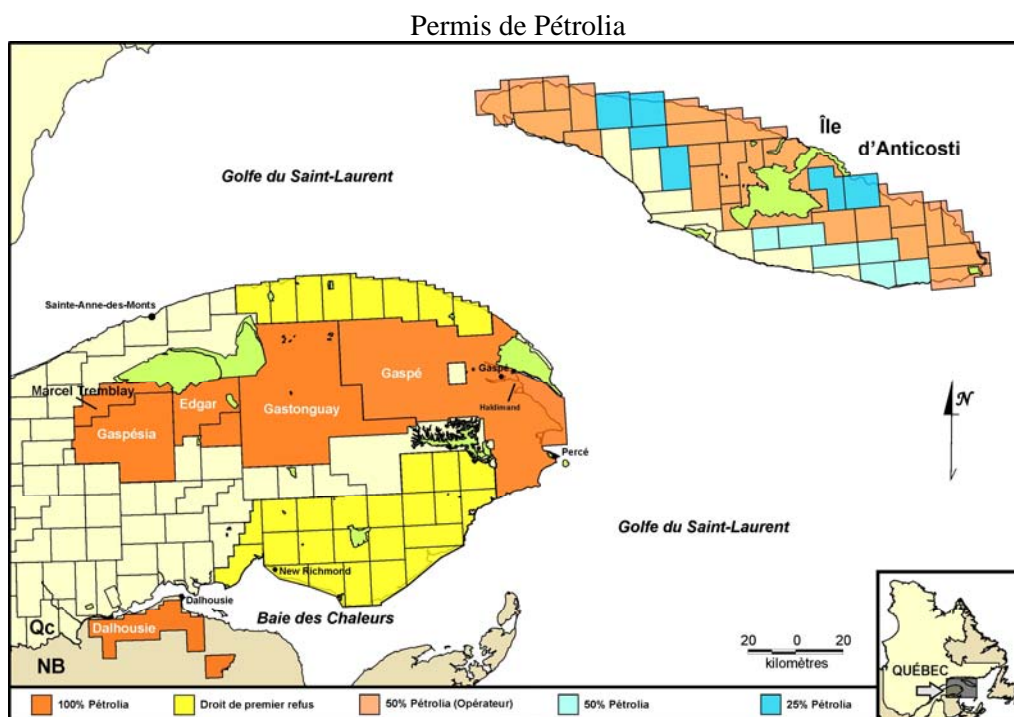 Permis de Pétrolia
Île
d'Anticosti
Golfe du Saint-Laurent
Sainte-Anne-des-Monts
Gaspé
Gaspé
Marcel Tremblay
Edgar
Gastonguay
Haldimand
Gaspésia
Percé
N
Golfe du Saint-Laurent
New Richmond
Dalhousie
Baie des Chaleurs
Qc
Dalhousie
NB
20 0 20
kilomètres
QUÉBEC
100% Pétrolia
Droit de premier refus
50% Pétrolia (Opérateur)
50% Pétrolia
25% Pétrolia